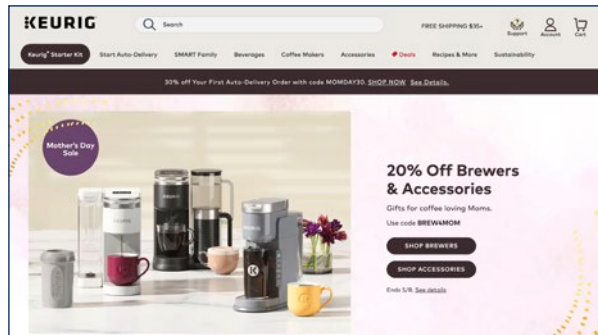 KEURIG
Search
FREE SHIPPING $35+
Support
Account
Cart
Keurig® Starter Kit
Start Auto-Delivery
SMART Family
Beverages
Coffee Makers
Accessories
Deals
Recipes & More
Sustainability
30% off Your First Auto-Delivery Order with code MOMDAY30. SHOP NOW See Details.
Mother's Day
Sale
20% Off Brewers
& Accessories
Gifts for coffee loving Moms.
Use code BREW4MOM
SHOP BREWERS
SHOP ACCESSORIES
Ends 5/8. See details